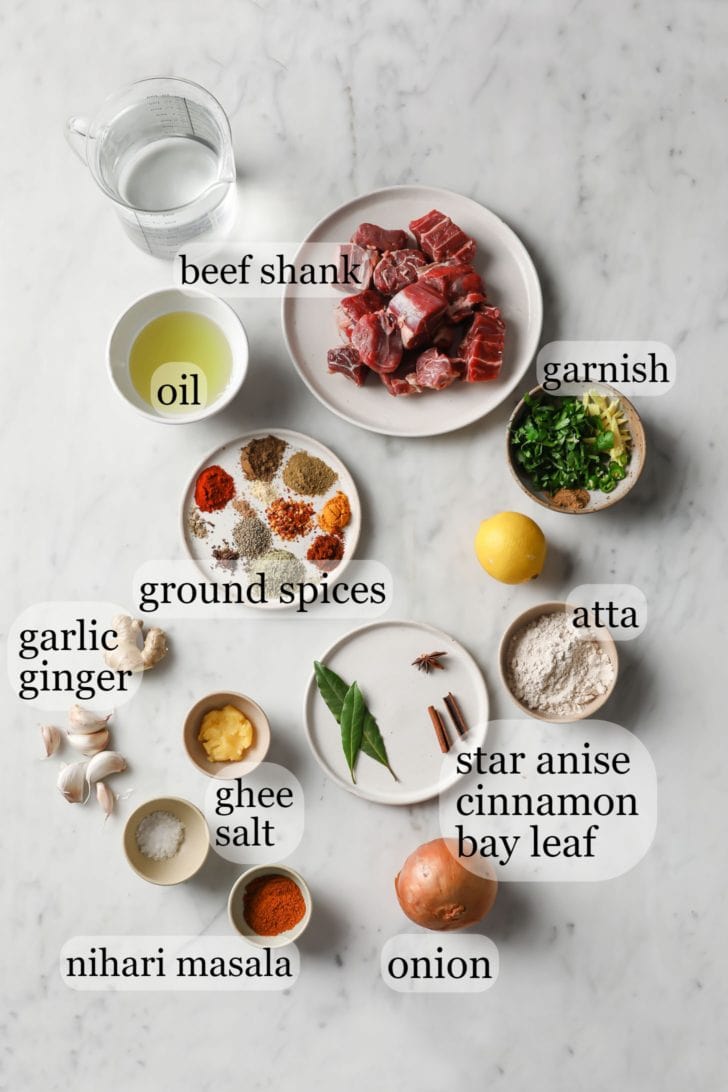 beef shank
oil
garnish
ground spices
atta
garlic
ginger
star anise
cinnamon
bay leaf
ghee
salt
nihari masala
onion